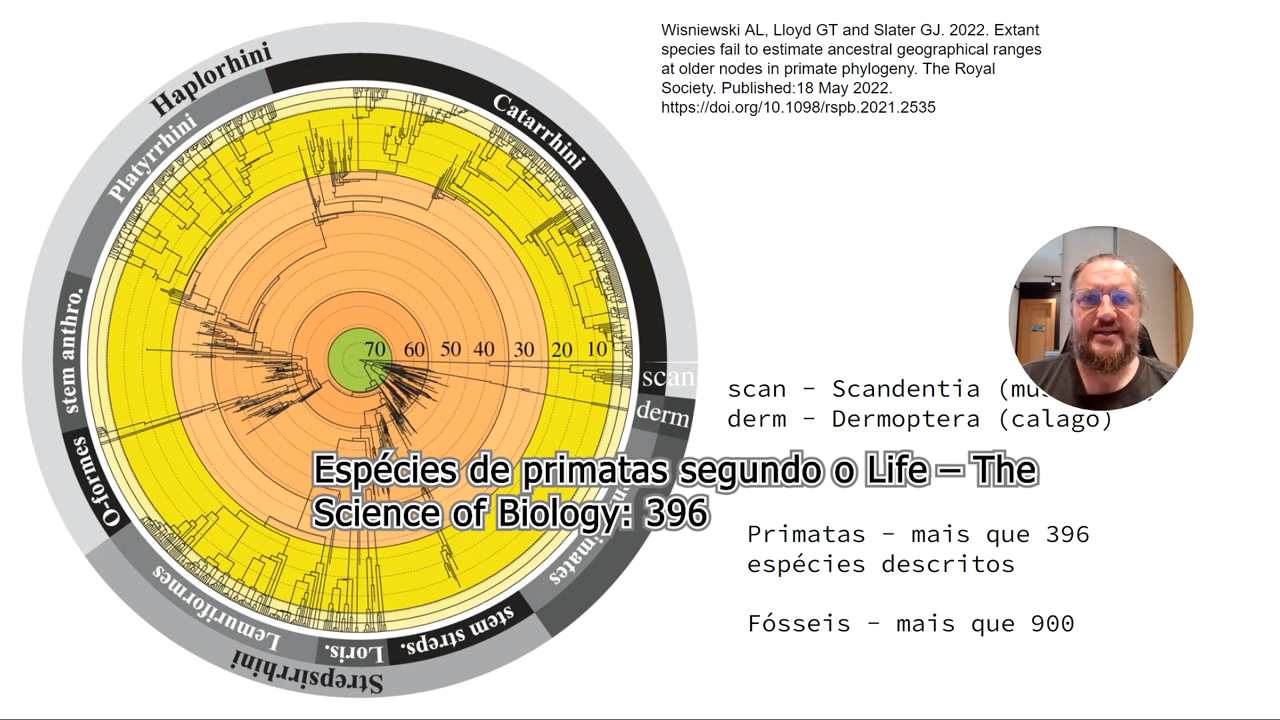 Wisniewski AL, Lloyd GT and Slater GJ. 2022. Extant
species fail to estimate ancestral geographical ranges
at older nodes in primate phylogeny. The Royal
Society. Published:18 May 2022.
https://doi.org/10.1098/rspb.2021.2535
Haplorhini
Catarrhini
Platyrrhini
stem anthro.
O-formes
Lemuriformes
Loris.
stem streps.
Strepsirrhini
70 60 50 40 30 20 10
scan
derm
scan - Scandentia
derm - Dermoptera (calago)
Espécies de primatas segundo o Life – The
Science of Biology: 396
Primatas - mais que 396
espécies descritos
Fósseis - mais que 900